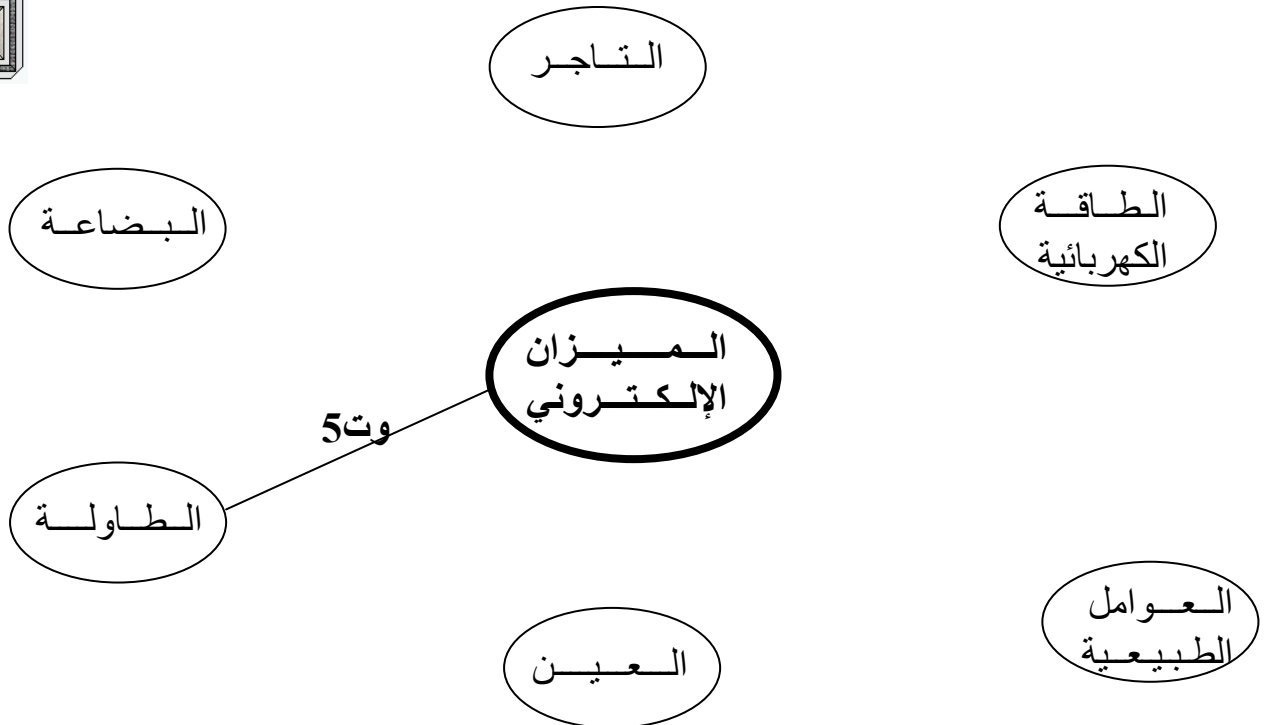 التاجر
الطاقة
الكهربائية
البضاعة
الميزان
الإلكتروني
وت5
الطاولة
العوامل
الطبيعية
العين